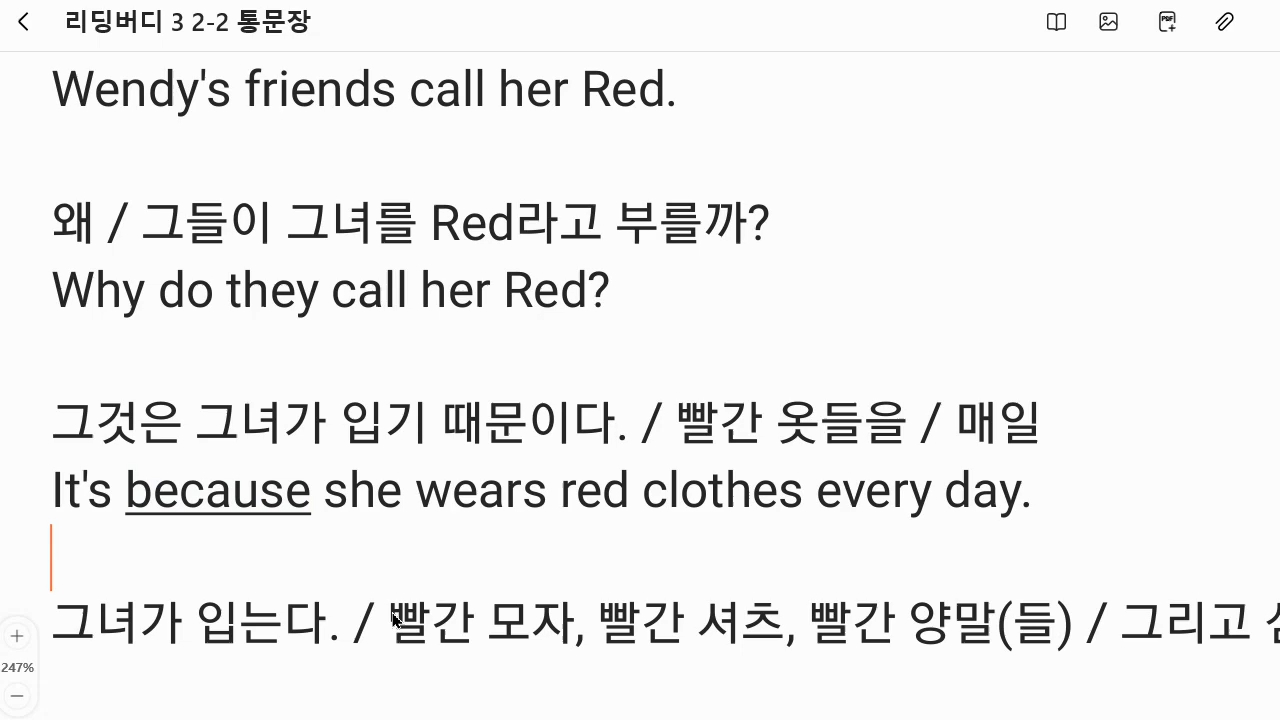 리딩버디 3 2-2 통문장
Wendy's friends call her Red.
왜 / 그들이 그녀를 Red라고 부를까?
Why do they call her Red?
그것은 그녀가 입기 때문이다. / 빨간 옷들을 / 매일
It's because she wears red clothes every day.
그녀가 입는다. / 빨간 모자, 빨간 셔츠, 빨간 양말(들) / 그리고
247%